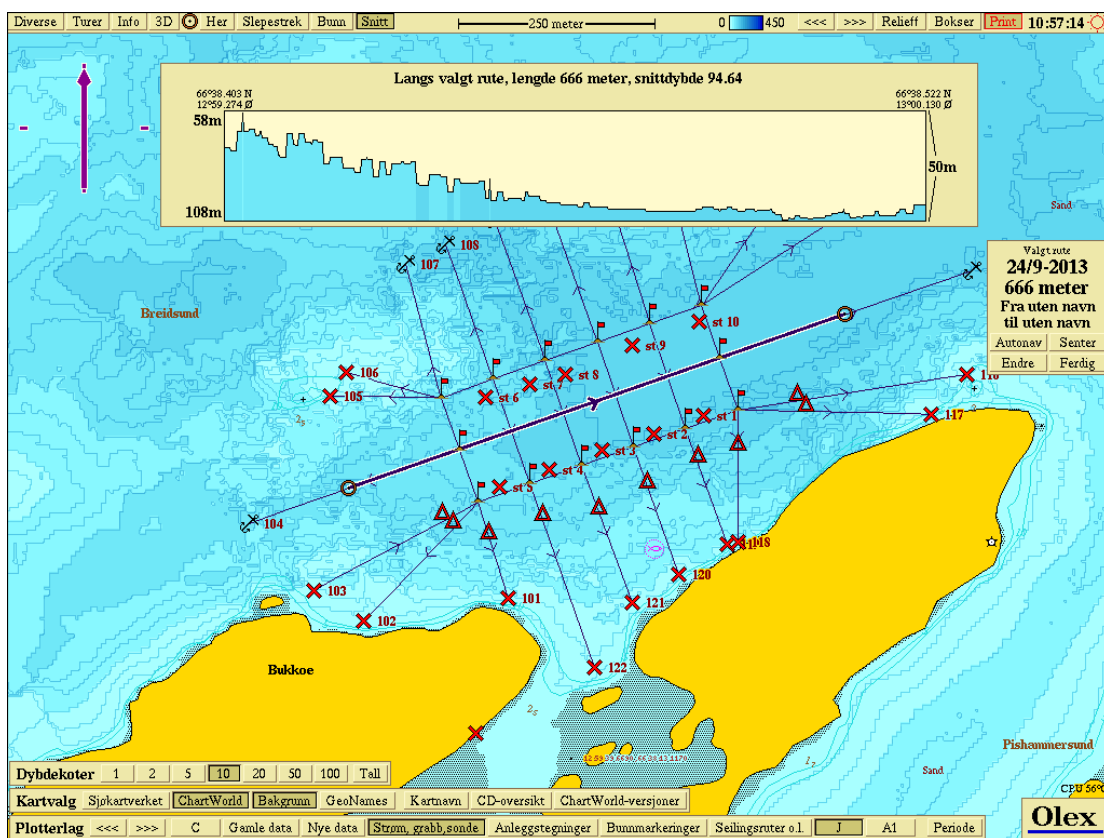 Diverse Turer Info 3D Her Slepestrek Bunn Snitt 250 meter 0 450 <<< >>> Relieff Bokser Print 10:57:14
Langs valgt rute, lengde 666 meter, snittdybde 94.64
66°38.403 N 66°38.522 N
12°59.274 Ø 13°00.130 Ø
58m
50m
108m
Sand
108
107
Valgt rute
24/9-2013
666 meter
Fra uten navn
til uten navn
Autonav Senter
Endre Ferdig
Breidsund
st 10
st 9
106
st 8
st 7
105
st 6
st 1
117
st 2
st 3
st 4
st 5
104
118
120
103
101
121
102
122
Bukkoe
Pishammersund
Sand
CPU 56°C
Dybdekoter 1 2 5 10 20 50 100 Tall
Kartvalg Sjøkartverket ChartWorld Bakgrunn GeoNames Kartnavn CD-oversikt ChartWorld-versjoner
Olex
Plotterlag <<< >>> C Gamle data Nye data Strøm, grabb,sonde Anleggstegninger Bunnmarkeringer Seilingsruter o.l. J A1 Periode